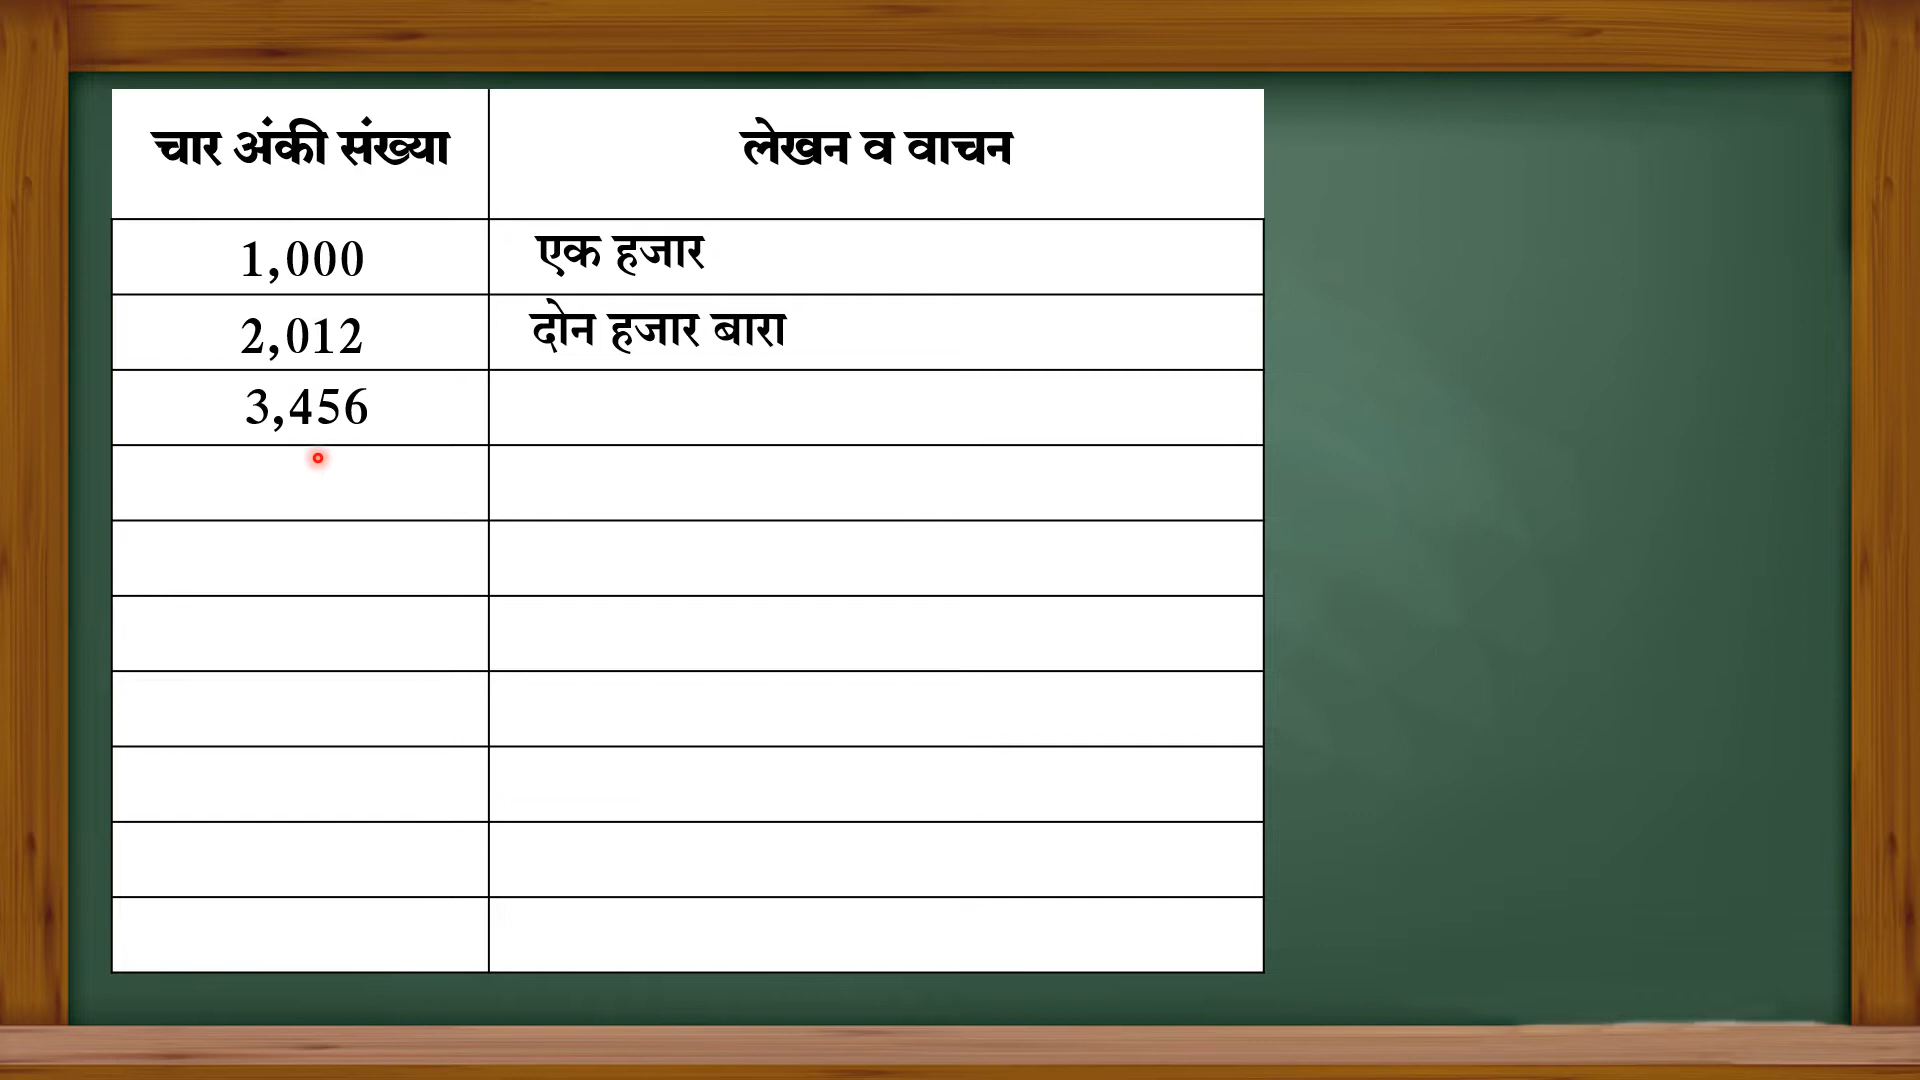 चार अंकी संख्या लेखन व वाचन
1,000 एक हजार
2,012 दोन हजार बारा
3,456